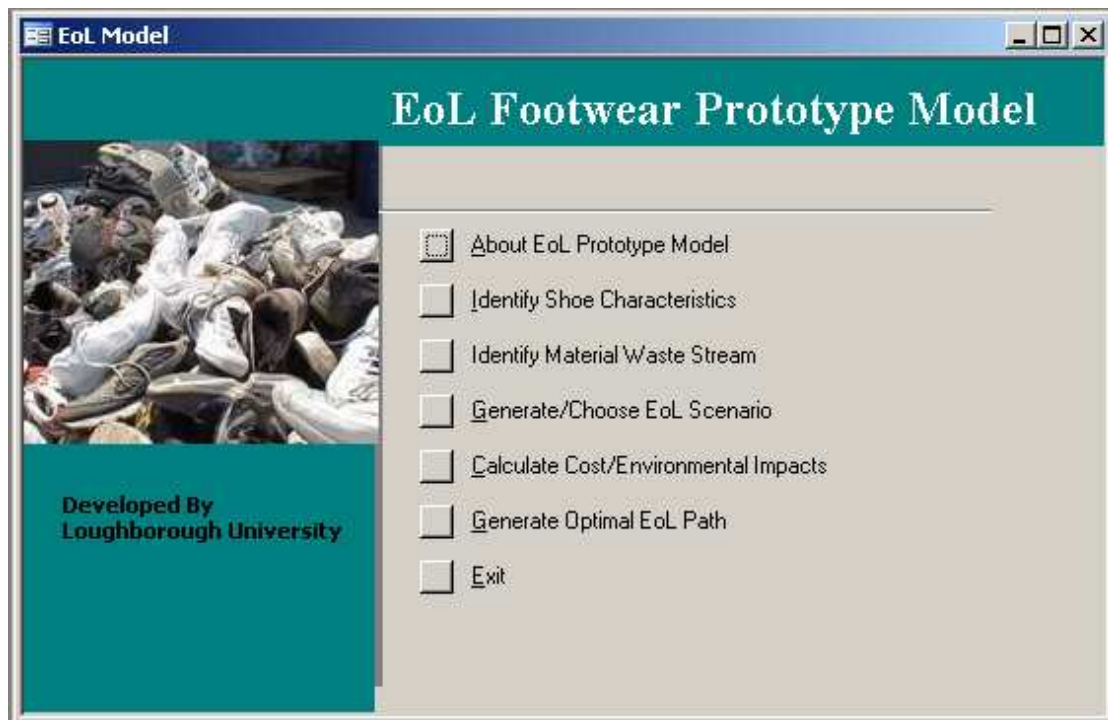 EoL Model
EoL Footwear Prototype Model
About EoL Prototype Model
Identify Shoe Characteristics
Identify Material Waste Stream
Generate/Choose EoL Scenario
Calculate Cost/Environmental Impacts
Generate Optimal EoL Path
Exit
Developed By
Loughborough University